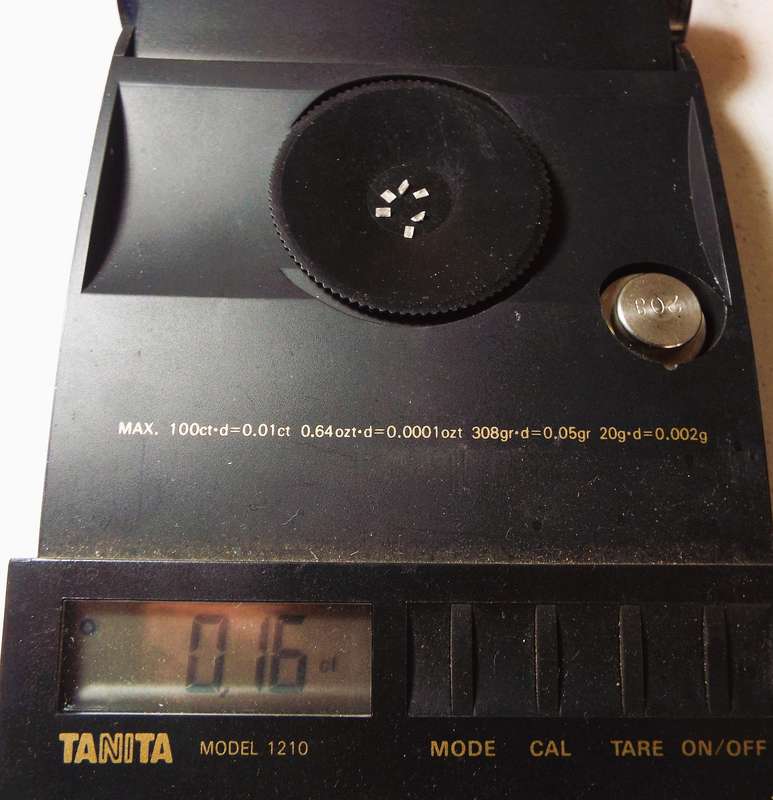 20g
MAX. 100ct·d=0.01ct 0.64ozt·d=0.0001ozt 308gr·d=0.05gr 20g·d=0.002g
0.16 ct
TANITA MODEL 1210
MODE CAL TARE ON/OFF